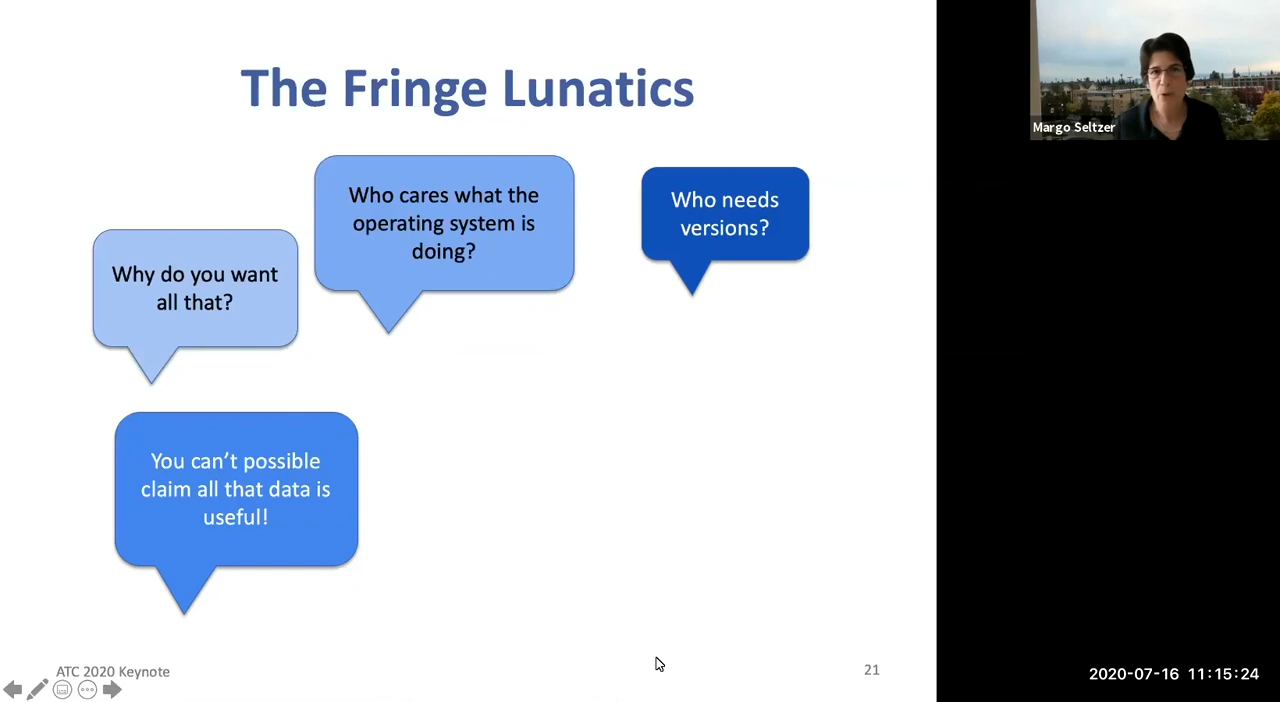 The Fringe Lunatics
Who cares what the
operating system is
doing?
Who needs
versions?
Why do you want
all that?
You can’t possible
claim all that data is
useful!
ATC 2020 Keynote
21
Margo Seltzer
2020-07-16 11:15:24